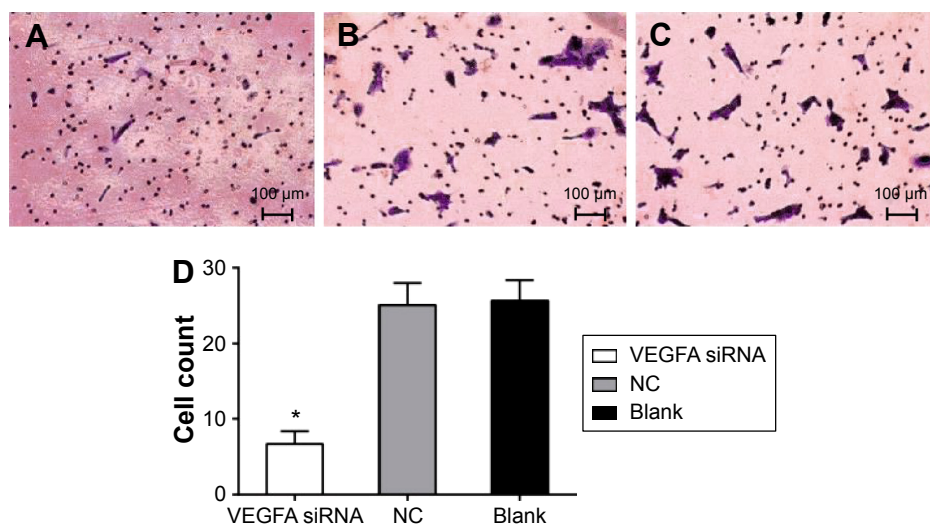 A
B
C
100 µm
100 µm
100 µm
D
30
20
10
0
Cell count
*
VEGFA siRNA
NC
Blank
VEGFA siRNA
NC
Blank